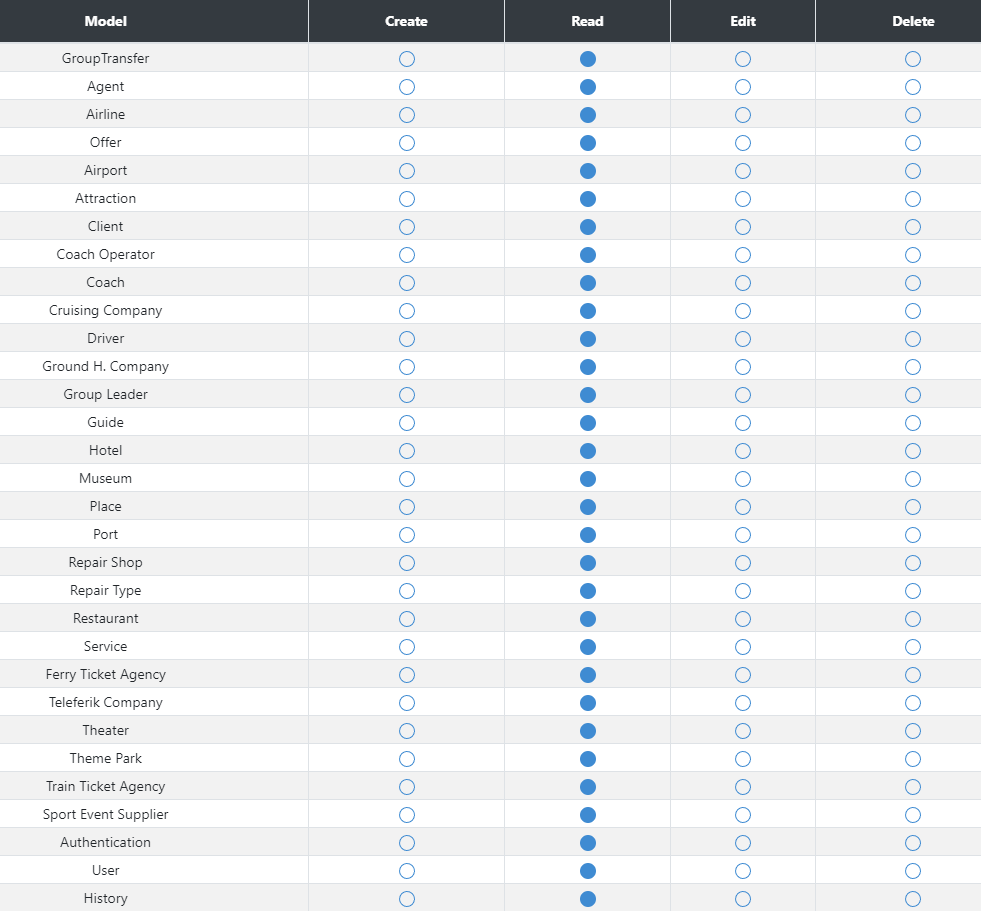 Model Create Read Edit Delete
GroupTransfer
Agent
Airline
Offer
Airport
Attraction
Client
Coach Operator
Coach
Cruising Company
Driver
Ground H. Company
Group Leader
Guide
Hotel
Museum
Place
Port
Repair Shop
Repair Type
Restaurant
Service
Ferry Ticket Agency
Teleferik Company
Theater
Theme Park
Train Ticket Agency
Sport Event Supplier
Authentication
User
History